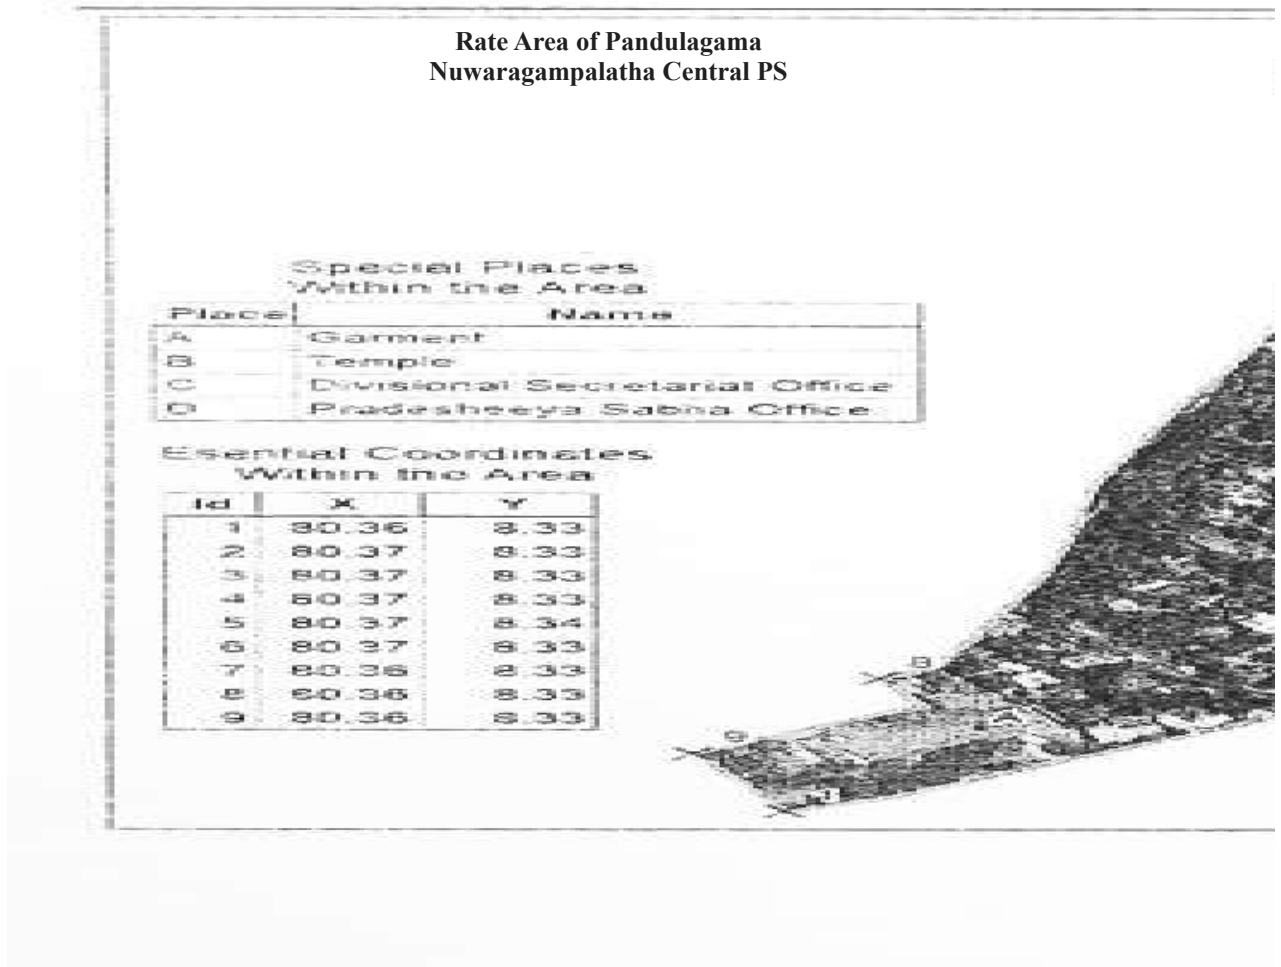 Rate Area of Pandulagama
Nuwaragampalatha Central PS
Special Places
Within the Area
Place Name
A Garment
B Temple
C Divisional Secretariat Office
D Pradesheeya Sabha Office
Esential Coordinates
Within the Area
Id X Y
1 80.36 8.33
2 80.37 8.33
3 80.37 8.33
4 80.37 8.33
5 80.37 8.34
6 80.37 8.33
7 80.36 8.33
8 80.36 8.33
9 80.36 8.33
8
9
A